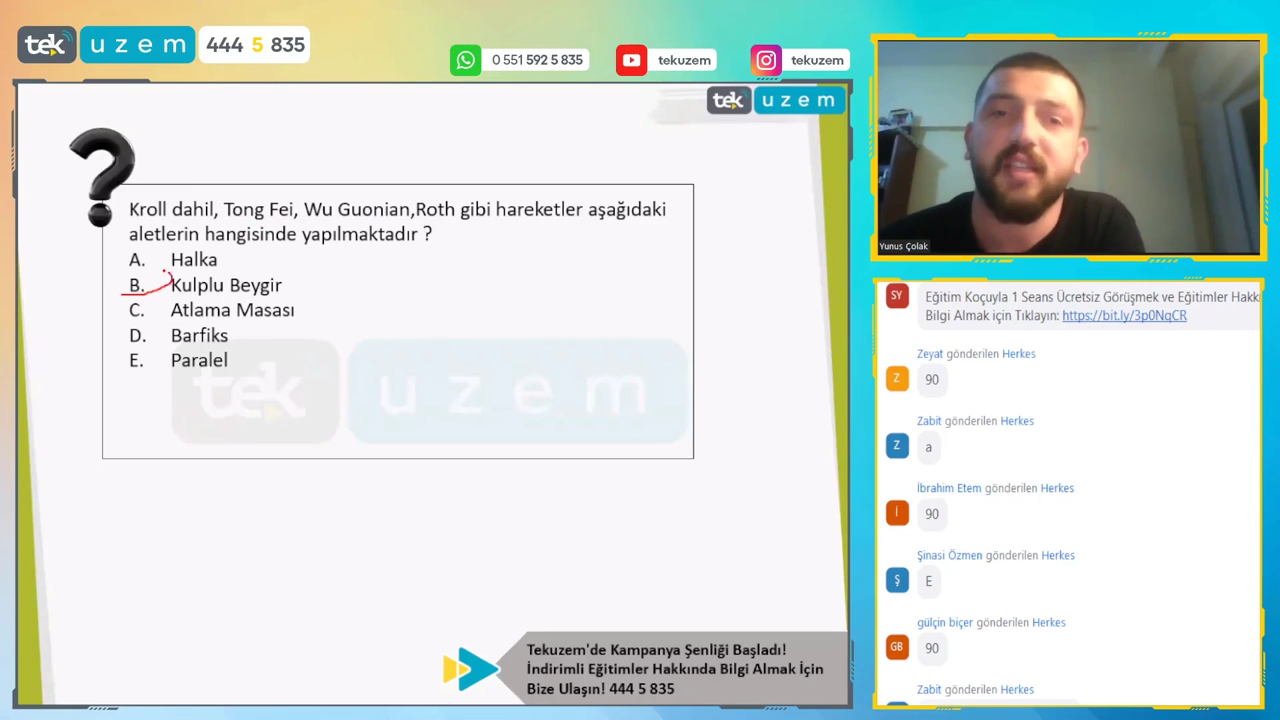 tek uzem 444 5 835
0 551 592 5 835
tekuzem
tekuzem
tek uzem
Kroll dahil, Tong Fei, Wu Guonian,Roth gibi hareketler aşağıdaki
aletlerin hangisinde yapılmaktadır ?
A. Halka
B. Kulplu Beygir
C. Atlama Masası
D. Barfiks
E. Paralel
tek uzem
Tekuzem'de Kampanya Şenliği Başladı!
İndirimli Eğitimler Hakkında Bilgi Almak İçin
Bize Ulaşın! 444 5 835
Yunus Çolak
SY
Eğitim Koçuyla 1 Seans Ücretsiz Görüşmek ve Eğitimler Hakk
Bilgi Almak için Tıklayın: https://bit.ly/3p0NqCR
Zeyat gönderilen Herkes
Z 90
Zabit gönderilen Herkes
Z a
İbrahim Etem gönderilen Herkes
İ 90
Şinasi Özmen gönderilen Herkes
Ş E
gülçin biçer gönderilen Herkes
GB 90
Zabit gönderilen Herkes